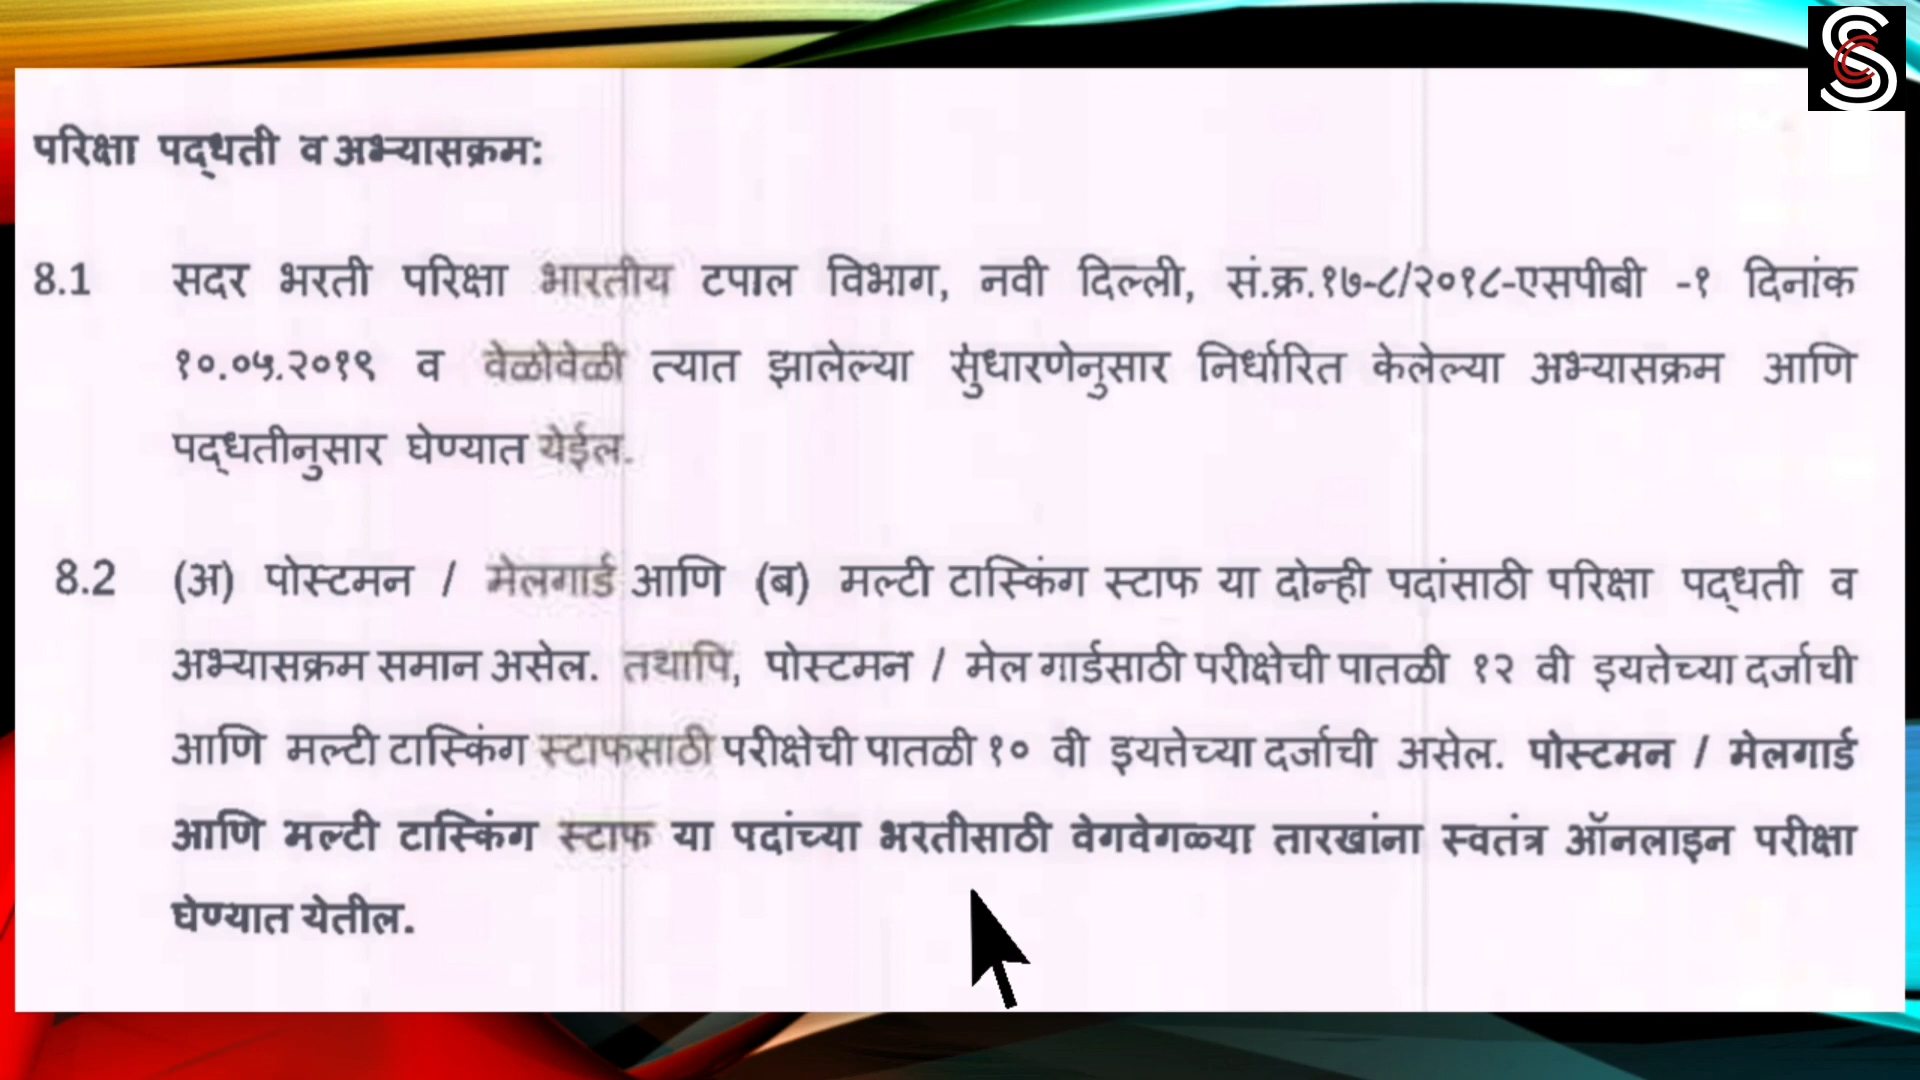 परिक्षा पद्धती व अभ्यासक्रम:
8.1 सदर भरती परिक्षा भारतीय टपाल विभाग, नवी दिल्ली, सं.क्र.१७-८/२०१८-एसपीबी -१ दिनांक
१०.०५.२०१९ व वेळोवेळी त्यात झालेल्या सुंधारणेनुसार निर्धारित केलेल्या अभ्यासक्रम आणि
पद्धतीनुसार घेण्यात येईल.
8.2 (अ) पोस्टमन / मेलगार्ड आणि (ब) मल्टी टास्किंग स्टाफ या दोन्ही पदांसाठी परिक्षा पद्धती व
अभ्यासक्रम समान असेल. तथापि, पोस्टमन / मेल गार्डसाठी परीक्षेची पातळी १२ वी इयत्तेच्या दर्जाची
आणि मल्टी टास्किंग स्टाफसाठी परीक्षेची पातळी १० वी इयत्तेच्या दर्जाची असेल. पोस्टमन / मेलगार्ड
आणि मल्टी टास्किंग स्टाफ या पदांच्या भरतीसाठी वेगवेगळ्या तारखांना स्वतंत्र ऑनलाइन परीक्षा
घेण्यात येतील.